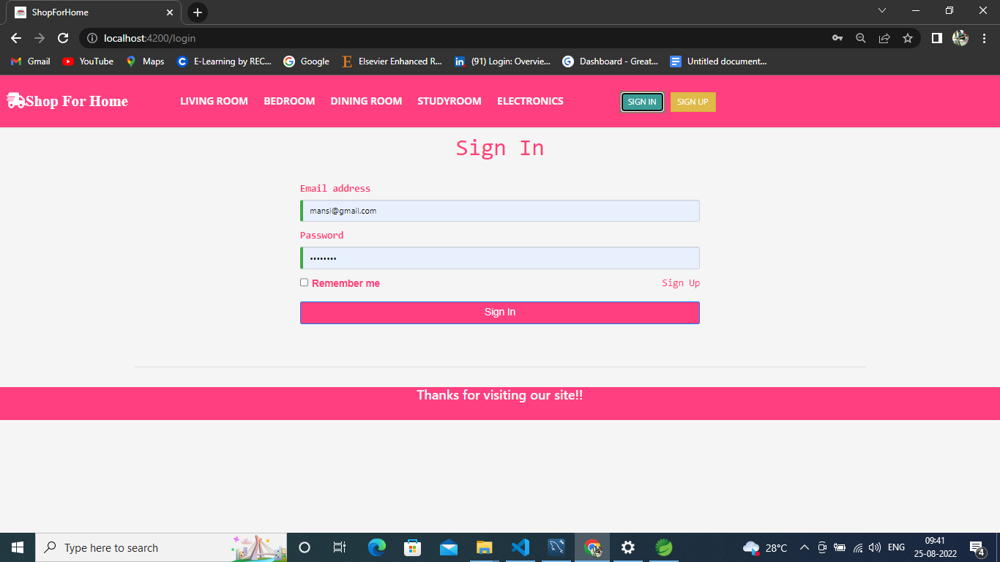 ShopForHome
localhost:4200/login
Gmail YouTube Maps E-Learning by REC... Google Elsevier Enhanced R... (91) Login: Overvie... Dashboard - Great... Untitled document...
Shop For Home LIVING ROOM BEDROOM DINING ROOM STUDYROOM ELECTRONICS SIGN IN SIGN UP
Sign In
Email address
mansi@gmail.com
Password
••••••••
Remember me Sign Up
Sign In
Thanks for visiting our site!!
Type here to search 28°C ENG 09:41
25-08-2022 4